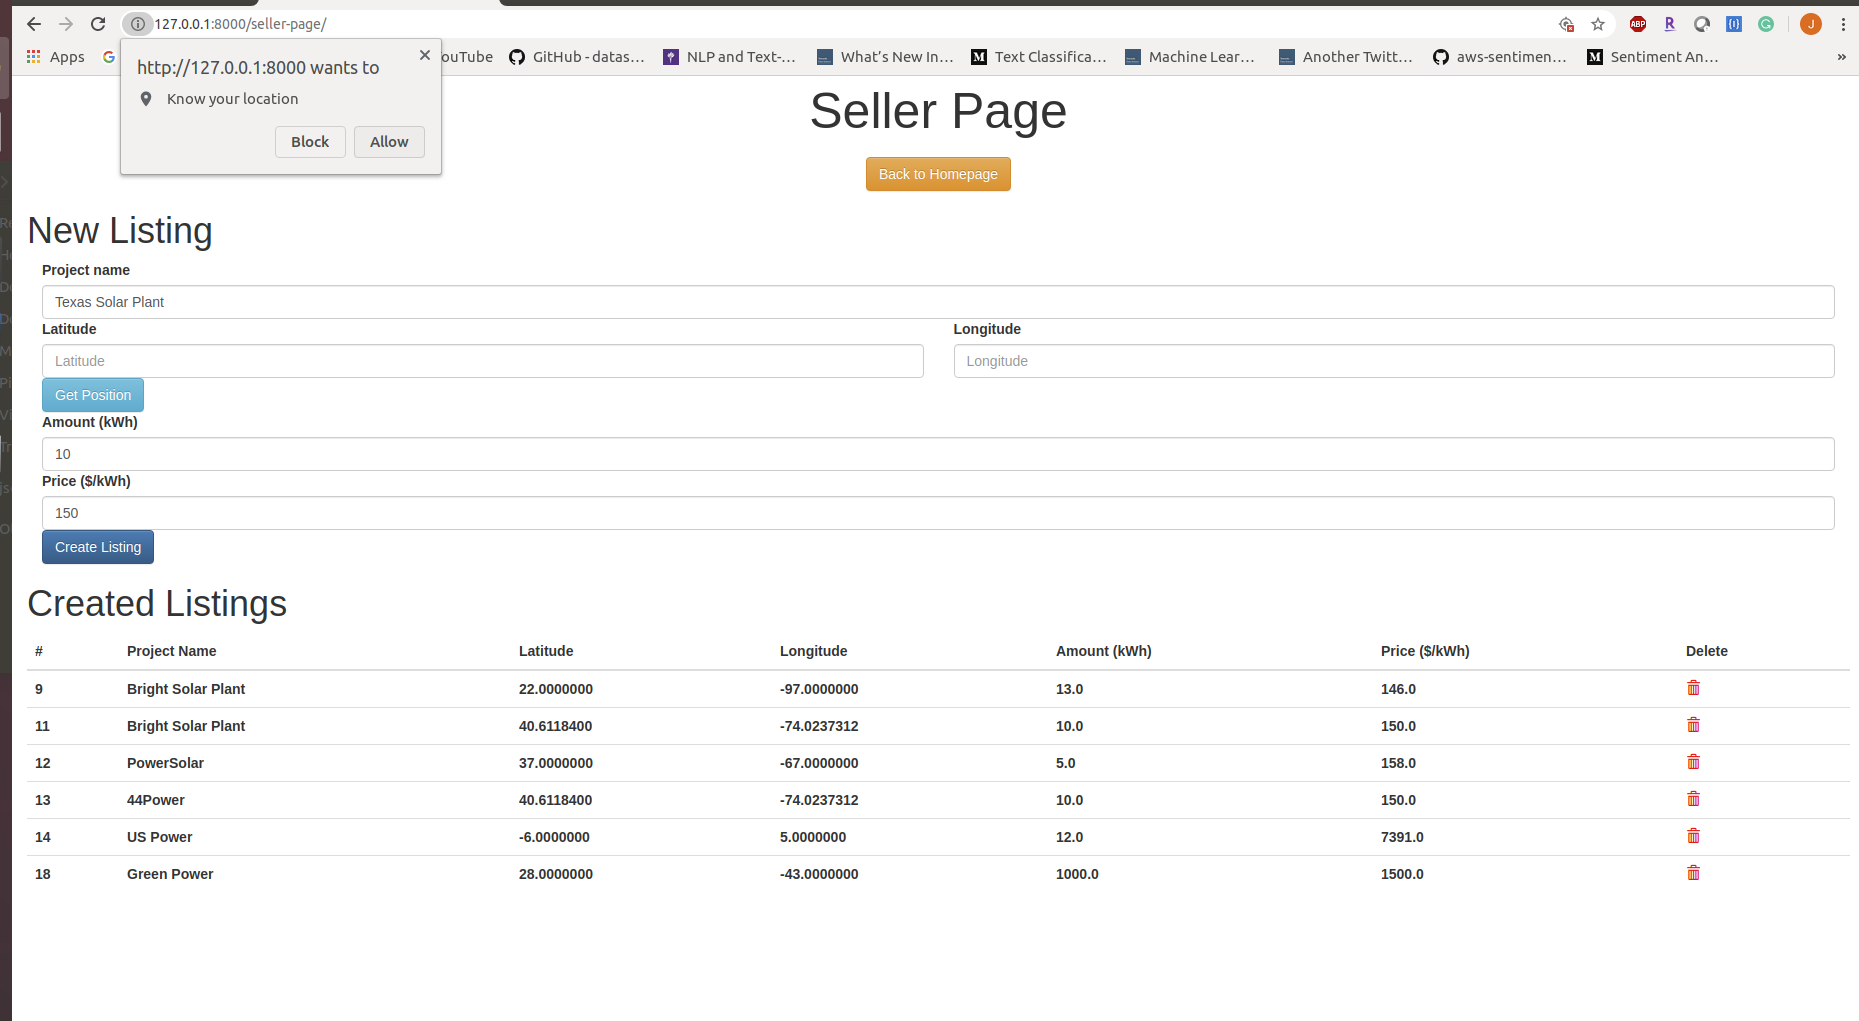 127.0.0.1:8000/seller-page/
ABP
R
J
Apps
ouTube
GitHub - datas...
NLP and Text-...
What's New In...
Text Classifica...
Machine Lear...
Another Twitt...
aws-sentimen...
Sentiment An...
»
http://127.0.0.1:8000 wants to
Know your location
Block Allow
Seller Page
Back to Homepage
New Listing
Project name
Texas Solar Plant
Latitude Longitude
Latitude Longitude
Get Position
Amount (kWh)
10
Price ($/kWh)
150
Create Listing
Created Listings
# Project Name Latitude Longitude Amount (kWh) Price ($/kWh) Delete
9 Bright Solar Plant 22.0000000 -97.0000000 13.0 146.0
11 Bright Solar Plant 40.6118400 -74.0237312 10.0 150.0
12 PowerSolar 37.0000000 -67.0000000 5.0 158.0
13 44Power 40.6118400 -74.0237312 10.0 150.0
14 US Power -6.0000000 5.0000000 12.0 7391.0
18 Green Power 28.0000000 -43.0000000 1000.0 1500.0